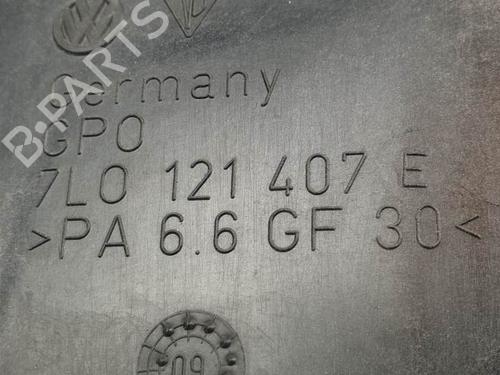 Germany
GPO
7L0 121 407 E
>PA 6.6 GF 30<
09
B-PARTS